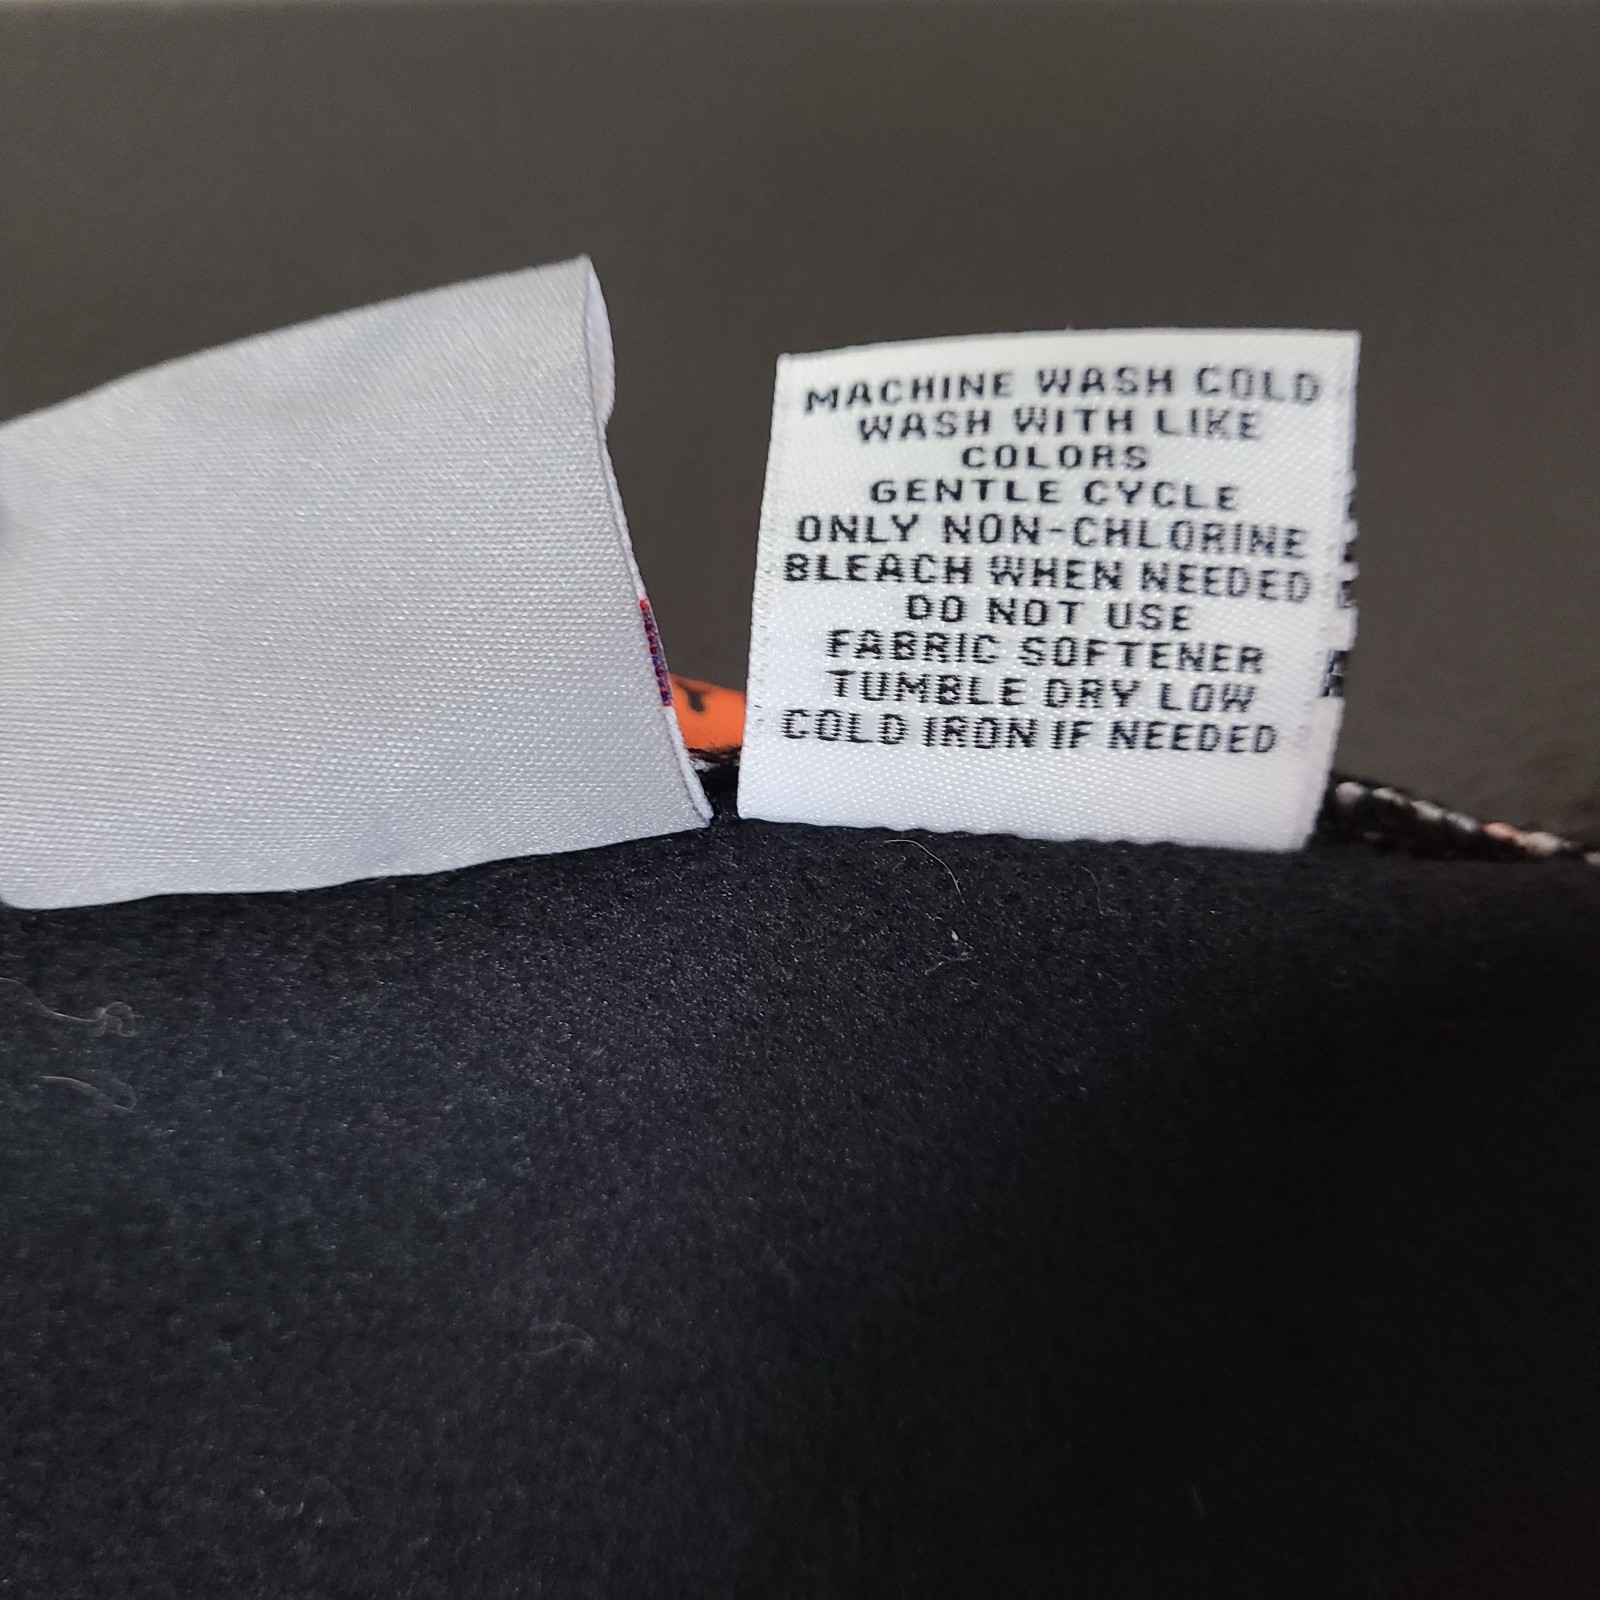 MACHINE WASH COLD
WASH WITH LIKE
COLORS
GENTLE CYCLE
ONLY NON-CHLORINE
BLEACH WHEN NEEDED
DO NOT USE
FABRIC SOFTENER
TUMBLE DRY LOW
COLD IRON IF NEEDED